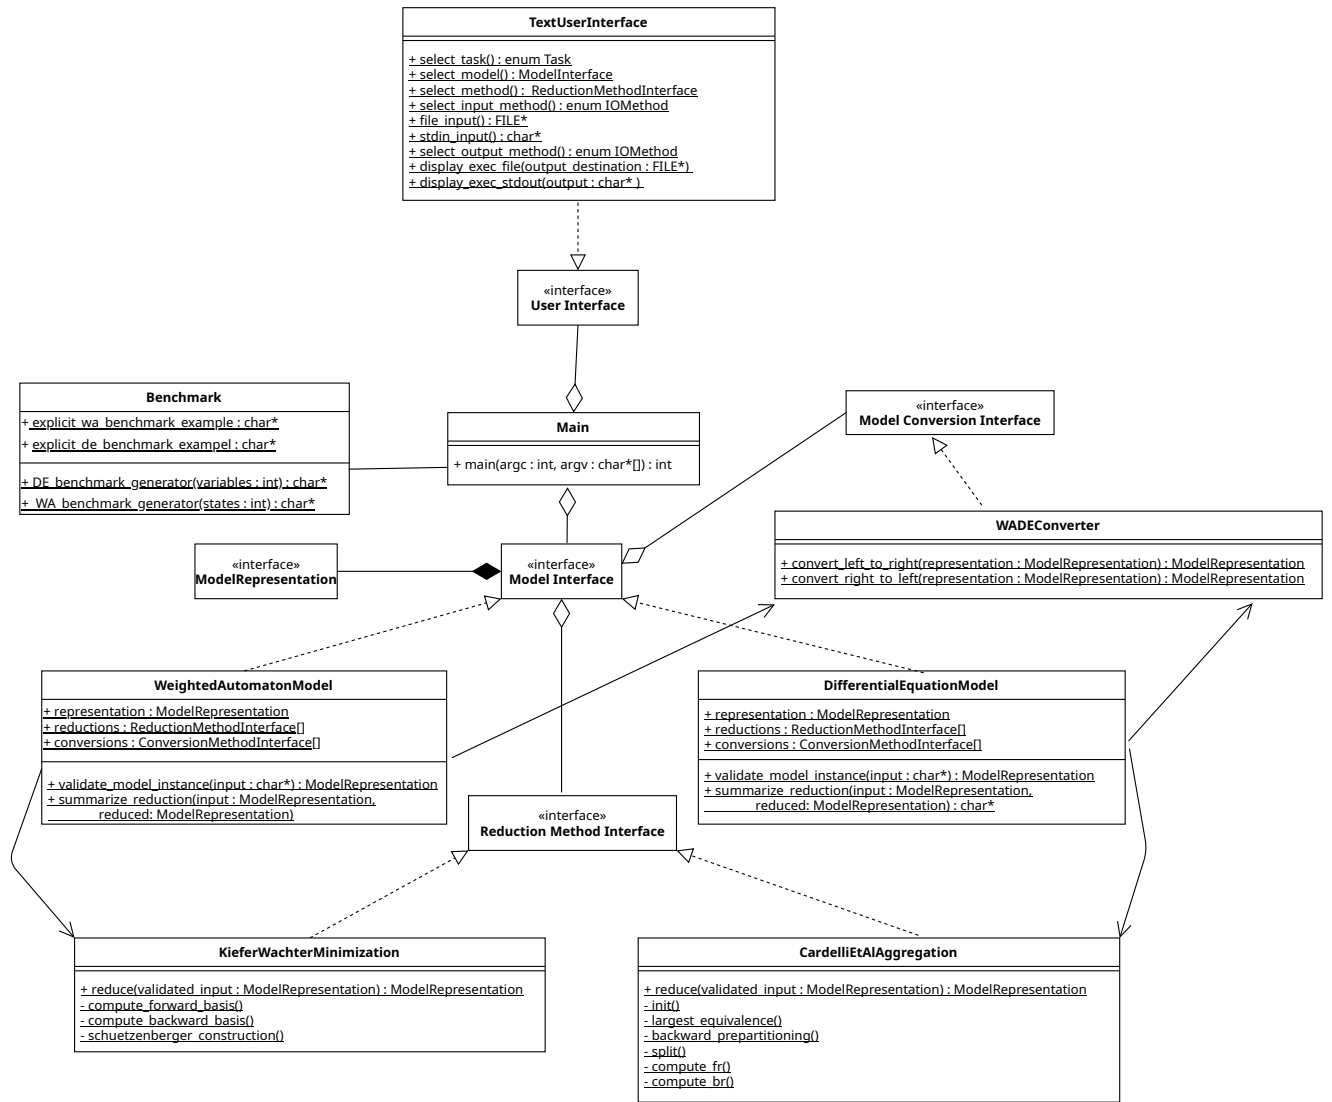 TextUserInterface
+ select_task() : enum Task
+ select_model() : ModelInterface
+ select_method() :  ReductionMethodInterface
+ select_input_method() : enum IOMethod
+ file_input() : FILE*
+ stdin_input() : char*
+ select_output_method() : enum IOMethod
+ display_exec_file(output_destination : FILE*)
+ display_exec_stdout(output : char* )
«interface»
User Interface
Benchmark
+ explicit_wa_benchmark_example : char*
+ explicit_de_benchmark_exampel : char*
+ DE_benchmark_generator(variables : int) : char*
+  WA_benchmark_generator(states : int) : char*
Main
+ main(argc : int, argv : char*[]) : int
«interface»
Model Conversion Interface
WADEConverter
+ convert_left_to_right(representation : ModelRepresentation) : ModelRepresentation
+ convert_right_to_left(representation : ModelRepresentation) : ModelRepresentation
«interface»
ModelRepresentation
«interface»
Model Interface
WeightedAutomatonModel
+ representation : ModelRepresentation
+ reductions : ReductionMethodInterface[]
+ conversions : ConversionMethodInterface[]
+ validate_model_instance(input : char*) : ModelRepresentation
+ summarize_reduction(input : ModelRepresentation,
reduced: ModelRepresentation)
DifferentialEquationModel
+ representation : ModelRepresentation
+ reductions : ReductionMethodInterface[]
+ conversions : ConversionMethodInterface[]
+ validate_model_instance(input : char*) : ModelRepresentation
+ summarize_reduction(input : ModelRepresentation,
reduced: ModelRepresentation) : char*
«interface»
Reduction Method Interface
KieferWachterMinimization
+ reduce(validated_input : ModelRepresentation) : ModelRepresentation
- compute_forward_basis()
- compute_backward_basis()
- schuetzenberger_construction()
CardelliEtAlAggregation
+ reduce(validated_input : ModelRepresentation) : ModelRepresentation
- init()
- largest_equivalence()
- backward_prepartitioning()
- split()
- compute_fr()
- compute_br()